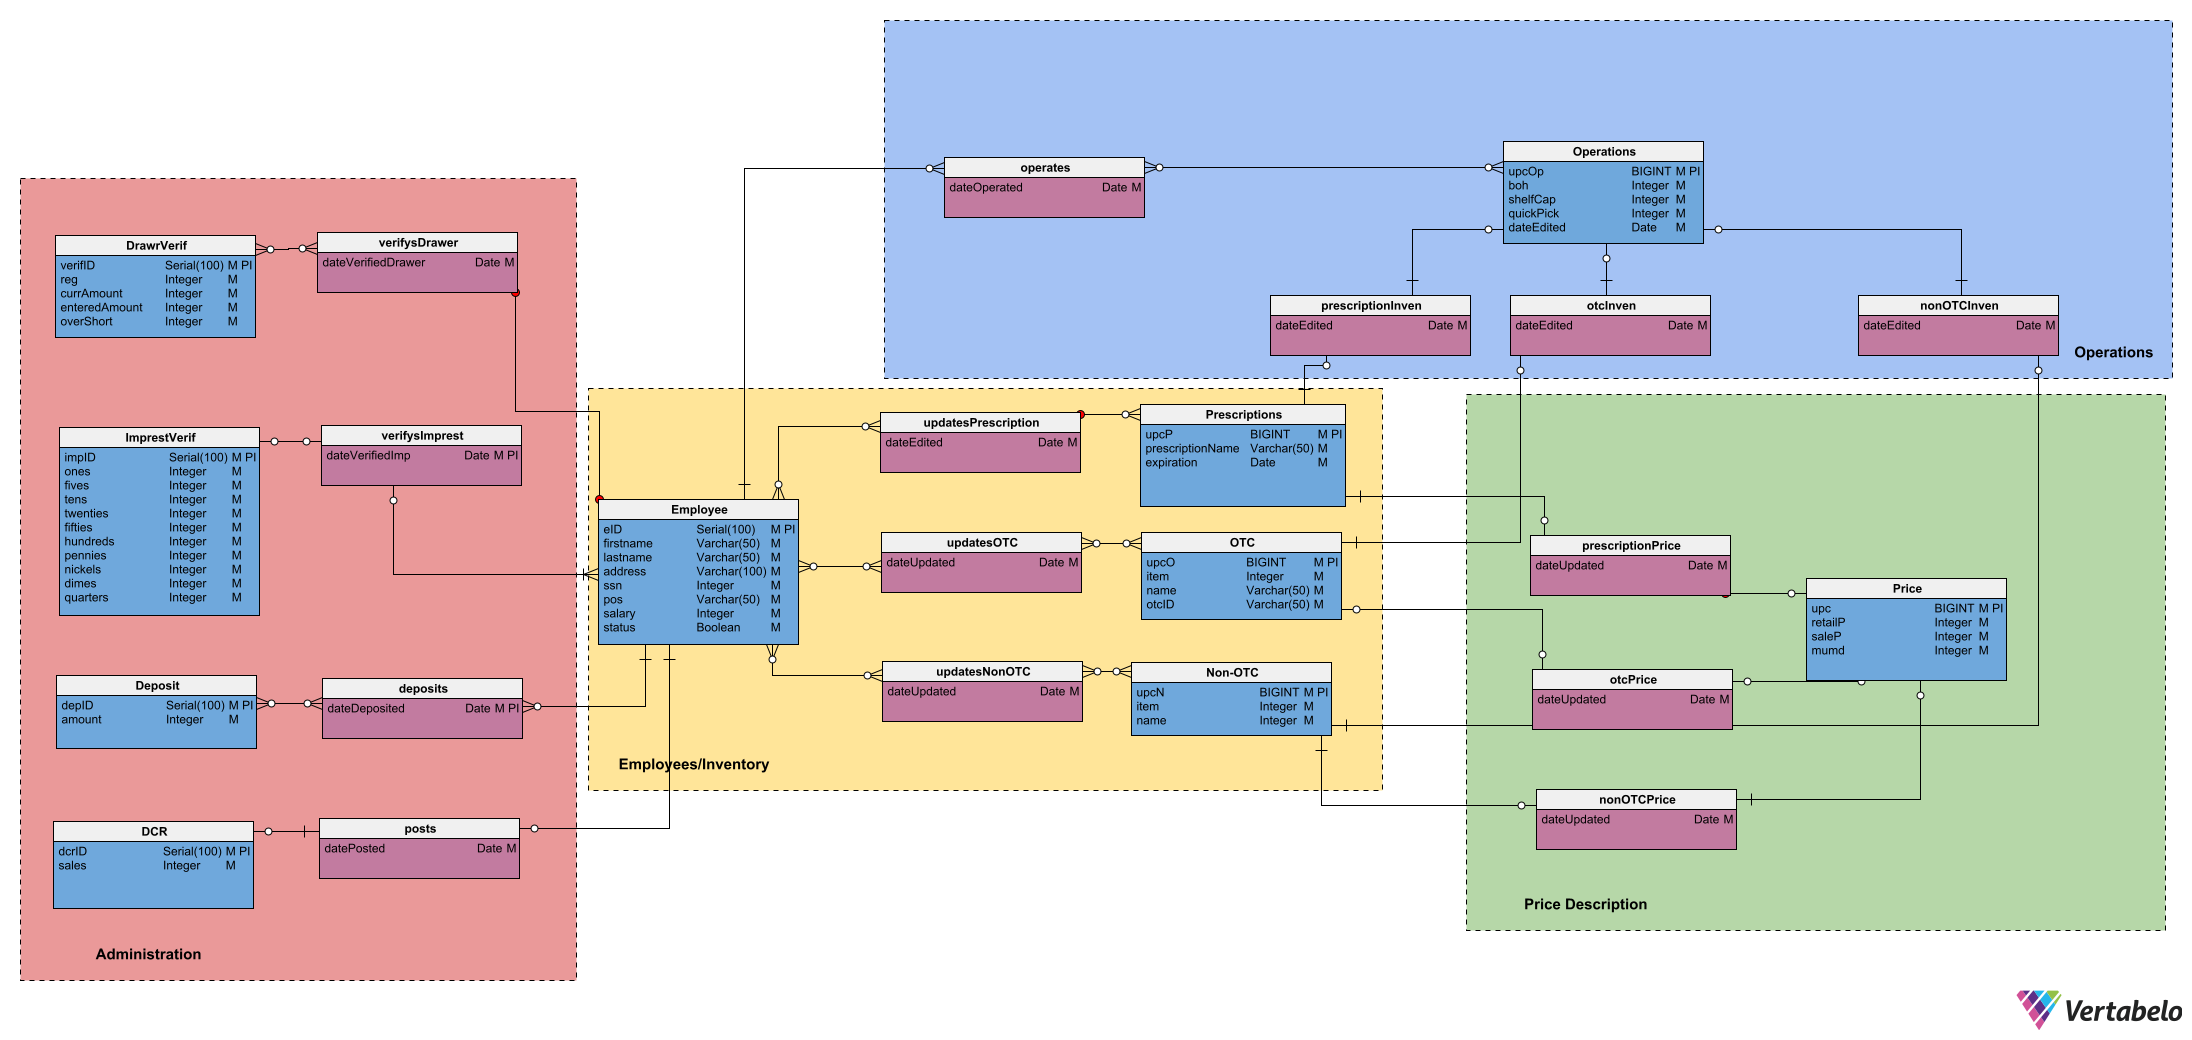 operates
dateOperated Date M
Operations
upcOp BIGINT M PI
boh Integer M
shelfCap Integer M
quickPick Integer M
dateEdited Date M
prescriptionInven
dateEdited Date M
otcInven
dateEdited Date M
nonOTCInven
dateEdited Date M
Operations
DrawrVerif
verifID Serial(100) M PI
reg Integer M
currAmount Integer M
enteredAmount Integer M
overShort Integer M
verifysDrawer
dateVerifiedDrawer Date M
ImprestVerif
impID Serial(100) M PI
ones Integer M
fives Integer M
tens Integer M
twenties Integer M
fifties Integer M
hundreds Integer M
pennies Integer M
nickels Integer M
dimes Integer M
quarters Integer M
verifysImprest
dateVerifiedImp Date M PI
Deposit
depID Serial(100) M PI
amount Integer M
deposits
dateDeposited Date M PI
DCR
dcrID Serial(100) M PI
sales Integer M
posts
datePosted Date M
Administration
Employee
eID Serial(100) M PI
firstname Varchar(50) M
lastname Varchar(50) M
address Varchar(100) M
ssn Integer M
pos Varchar(50) M
salary Integer M
status Boolean M
updatesPrescription
dateEdited Date M
Prescriptions
upcP BIGINT M PI
prescriptionName Varchar(50) M
expiration Date M
updatesOTC
dateUpdated Date M
OTC
upcO BIGINT M PI
item Integer M
name Varchar(50) M
otcID Varchar(50) M
updatesNonOTC
dateUpdated Date M
Non-OTC
upcN BIGINT M PI
item Integer M
name Integer M
Employees/Inventory
prescriptionPrice
dateUpdated Date M
Price
upc BIGINT M PI
retailP Integer M
saleP Integer M
mumd Integer M
otcPrice
dateUpdated Date M
nonOTCPrice
dateUpdated Date M
Price Description
Vertabelo